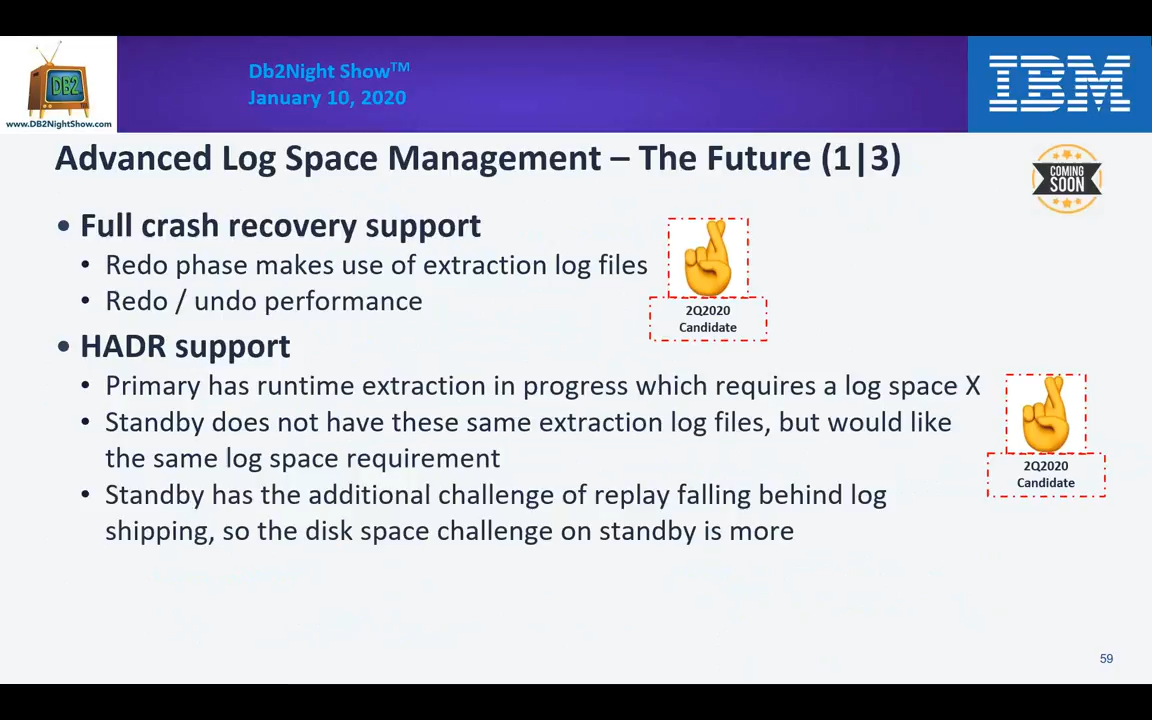 DB2
www.DB2NightShow.com
Db2Night Show™
January 10, 2020
IBM
Advanced Log Space Management – The Future (1|3)
COMING
SOON
• Full crash recovery support
• Redo phase makes use of extraction log files
• Redo / undo performance
2Q2020
Candidate
• HADR support
• Primary has runtime extraction in progress which requires a log space X
• Standby does not have these same extraction log files, but would like
the same log space requirement
• Standby has the additional challenge of replay falling behind log
shipping, so the disk space challenge on standby is more
2Q2020
Candidate
59